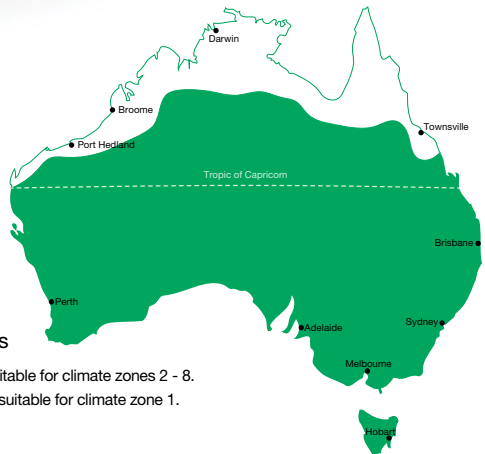 Darwin
Broome
Townsville
Port Hedland
Tropic of Capricorn
Brisbane
Perth
Sydney
Adelaide
Melbourne
for climate zones 2 - 8.
suitable for climate zone 1.
Hobart